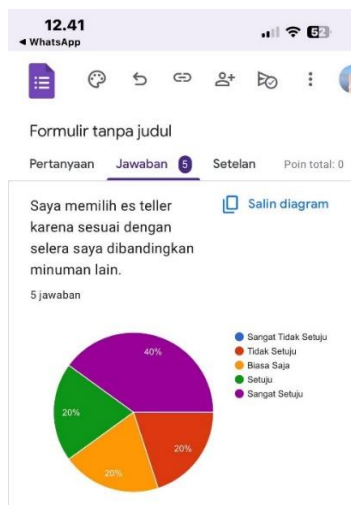 12.41
WhatsApp
52
Formulir tanpa judul
Pertanyaan Jawaban 5 Setelan Poin total: 0
Saya memilih es teller
karena sesuai dengan
selera saya dibandingkan
minuman lain.
Salin diagram
5 jawaban
40%
20%
20%
20%
Sangat Tidak Setuju
Tidak Setuju
Biasa Saja
Setuju
Sangat Setuju